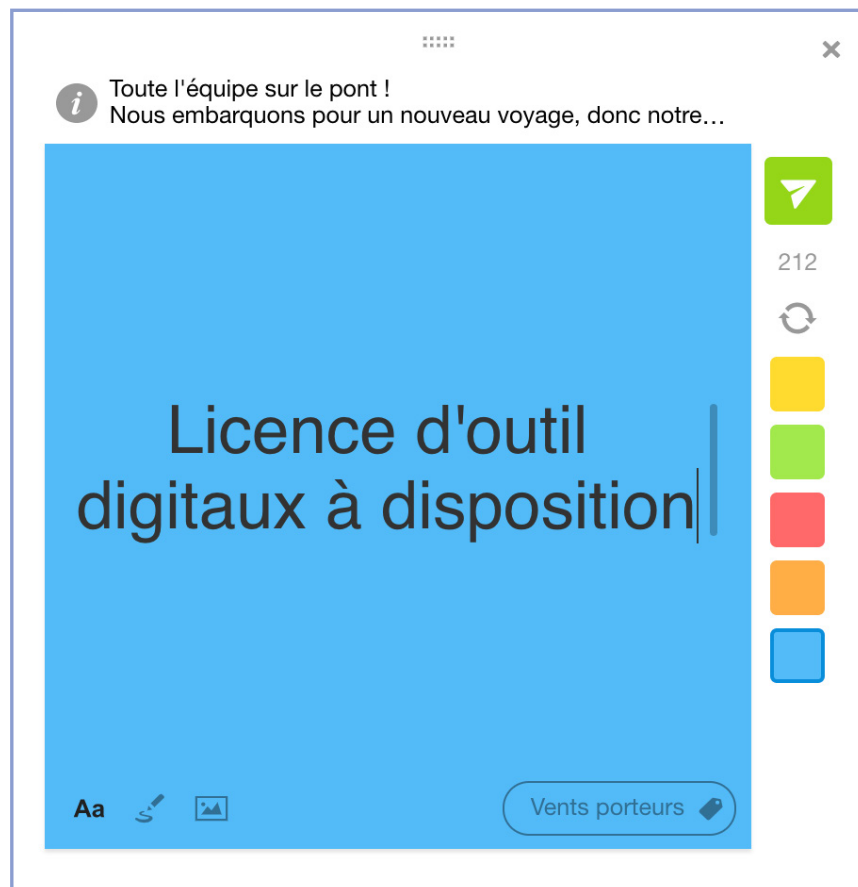 Toute l'équipe sur le pont !
Nous embarquons pour un nouveau voyage, donc notre…
212
Licence d'outil
digitaux à disposition
Aa
Vents porteurs